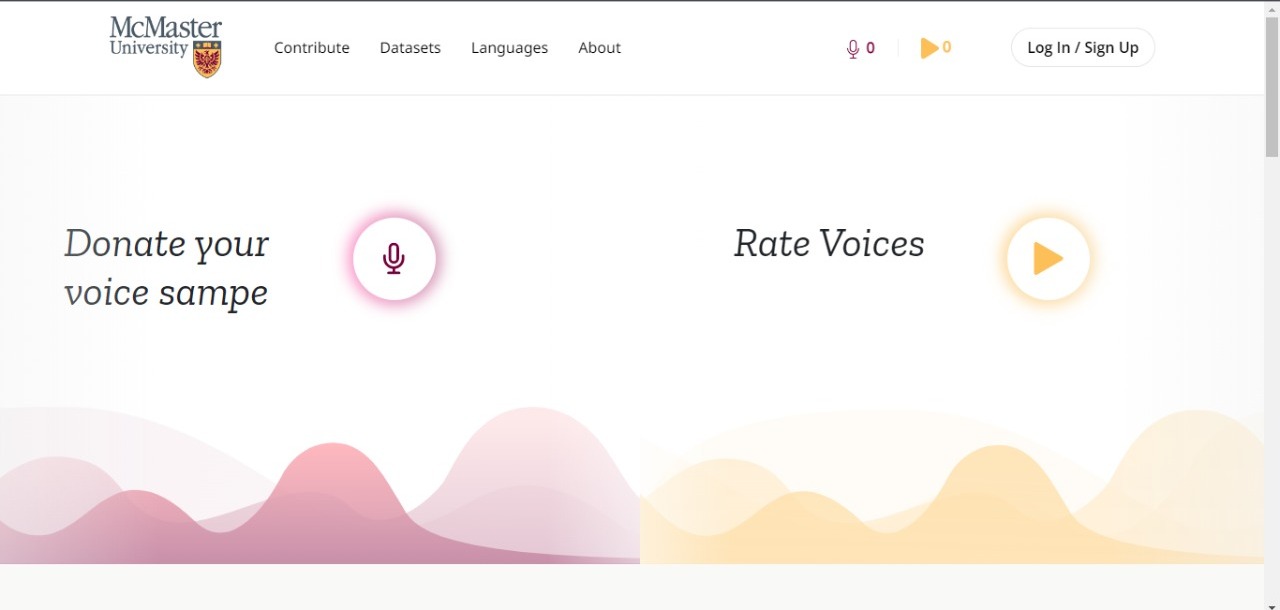 McMaster
University
Contribute Datasets Languages About
0 0
Log In / Sign Up
Donate your
voice sampe
Rate Voices